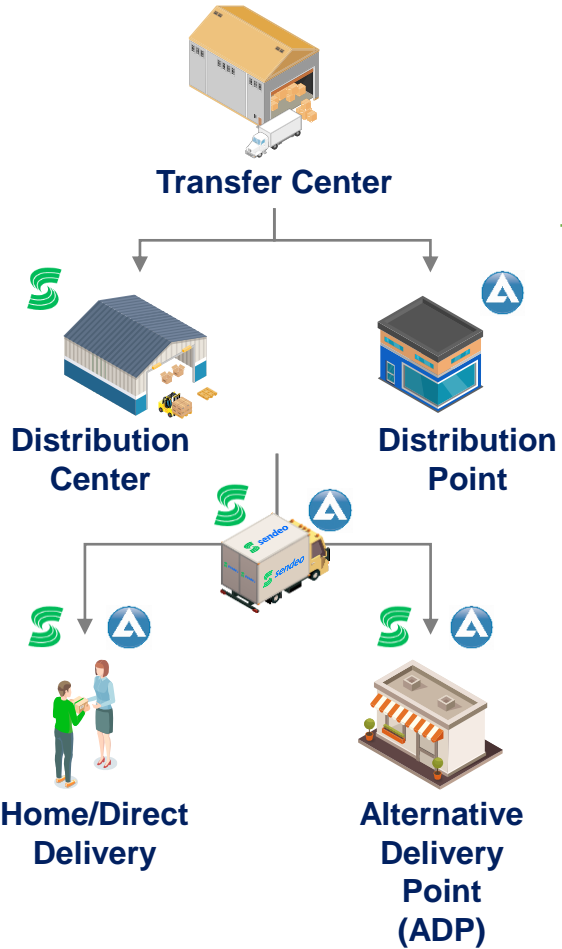 Transfer Center
Distribution
Center
Distribution
Point
sendeo
sendeo
Home/Direct
Delivery
Alternative
Delivery
Point
(ADP)